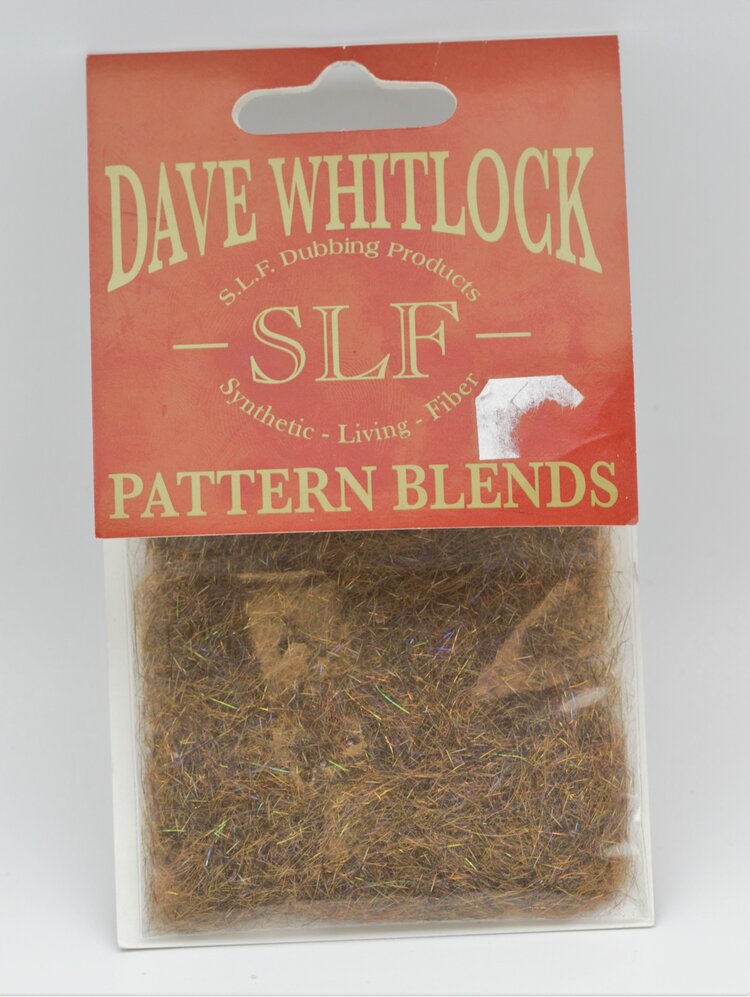 DAVE WHITLOCK
S.L.F. Dubbing Products
- SLF -
Synthetic - Living - Fiber
PATTERN BLENDS